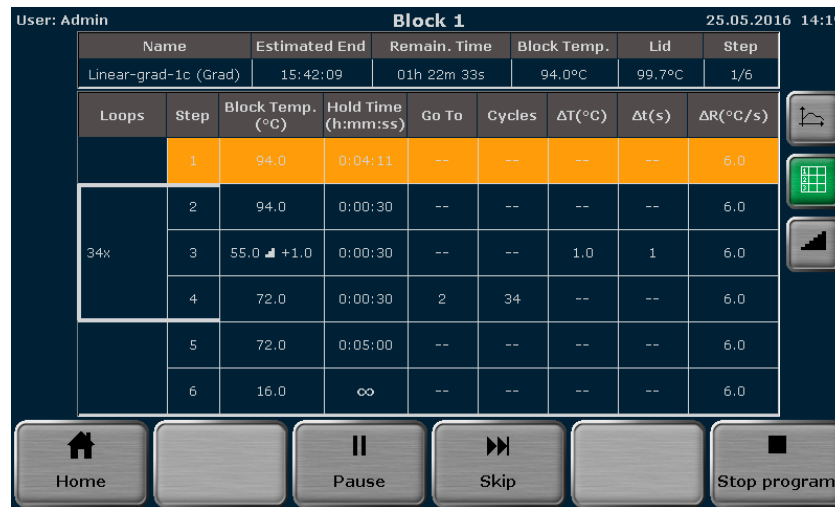 User: Admin Block 1 25.05.2016 14:19
Name Estimated End Remain. Time Block Temp. Lid Step
Linear-grad-1c (Grad) 15:42:09 01h 22m 33s 94.0°C 99.7°C 1/6
Loops Step Block Temp. (°C) Hold Time (h:mm:ss) Go To Cycles ΔT(°C) Δt(s) ΔR(°C/s)
1 94.0 0:04:11 -- -- -- -- 6.0
2 94.0 0:00:30 -- -- -- -- 6.0
34x 3 55.0 +1.0 0:00:30 -- -- 1.0 1 6.0
4 72.0 0:00:30 2 34 -- -- 6.0
5 72.0 0:05:00 -- -- -- -- 6.0
6 16.0 ∞ -- -- -- -- 6.0
Home Pause Skip Stop program